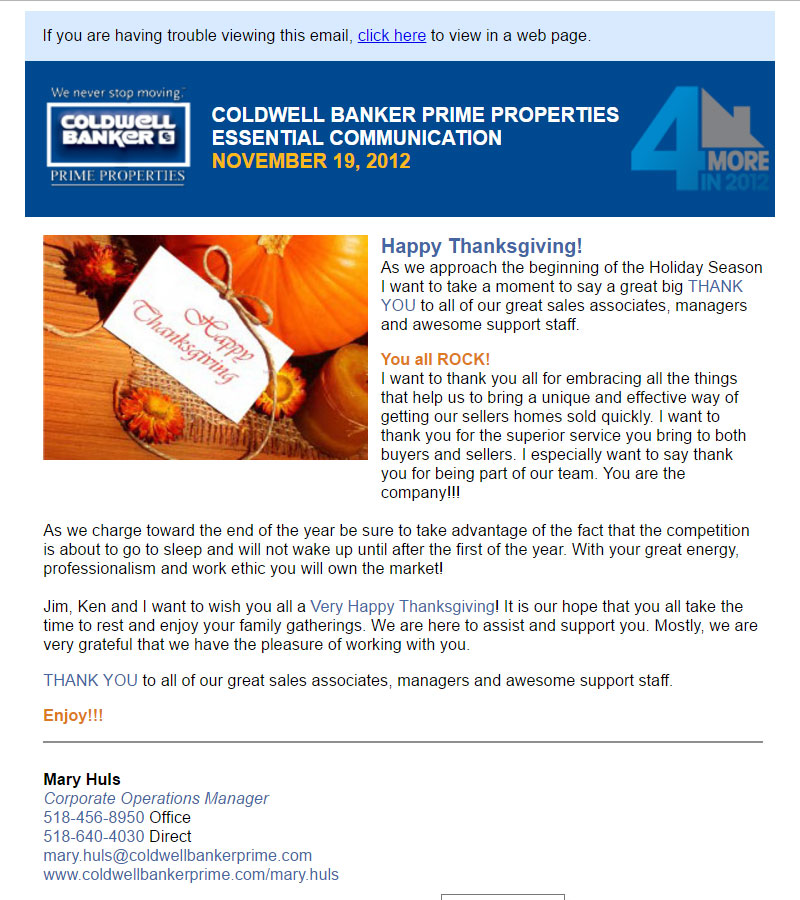 If you are having trouble viewing this email, click here to view in a web page.
We never stop moving.
COLDWELL
BANKER
PRIME PROPERTIES
COLDWELL BANKER PRIME PROPERTIES
ESSENTIAL COMMUNICATION
NOVEMBER 19, 2012
4
MORE
IN 2012
Happy
Thanksgiving
Happy Thanksgiving!
As we approach the beginning of the Holiday Season
I want to take a moment to say a great big THANK
YOU to all of our great sales associates, managers
and awesome support staff.
You all ROCK!
I want to thank you all for embracing all the things
that help us to bring a unique and effective way of
getting our sellers homes sold quickly. I want to
thank you for the superior service you bring to both
buyers and sellers. I especially want to say thank
you for being part of our team. You are the
company!!!
As we charge toward the end of the year be sure to take advantage of the fact that the competition
is about to go to sleep and will not wake up until after the first of the year. With your great energy,
professionalism and work ethic you will own the market!
Jim, Ken and I want to wish you all a Very Happy Thanksgiving! It is our hope that you all take the
time to rest and enjoy your family gatherings. We are here to assist and support you. Mostly, we are
very grateful that we have the pleasure of working with you.
THANK YOU to all of our great sales associates, managers and awesome support staff.
Enjoy!!!
Mary Huls
Corporate Operations Manager
518-456-8950 Office
518-640-4030 Direct
mary.huls@coldwellbankerprime.com
www.coldwellbankerprime.com/mary.huls